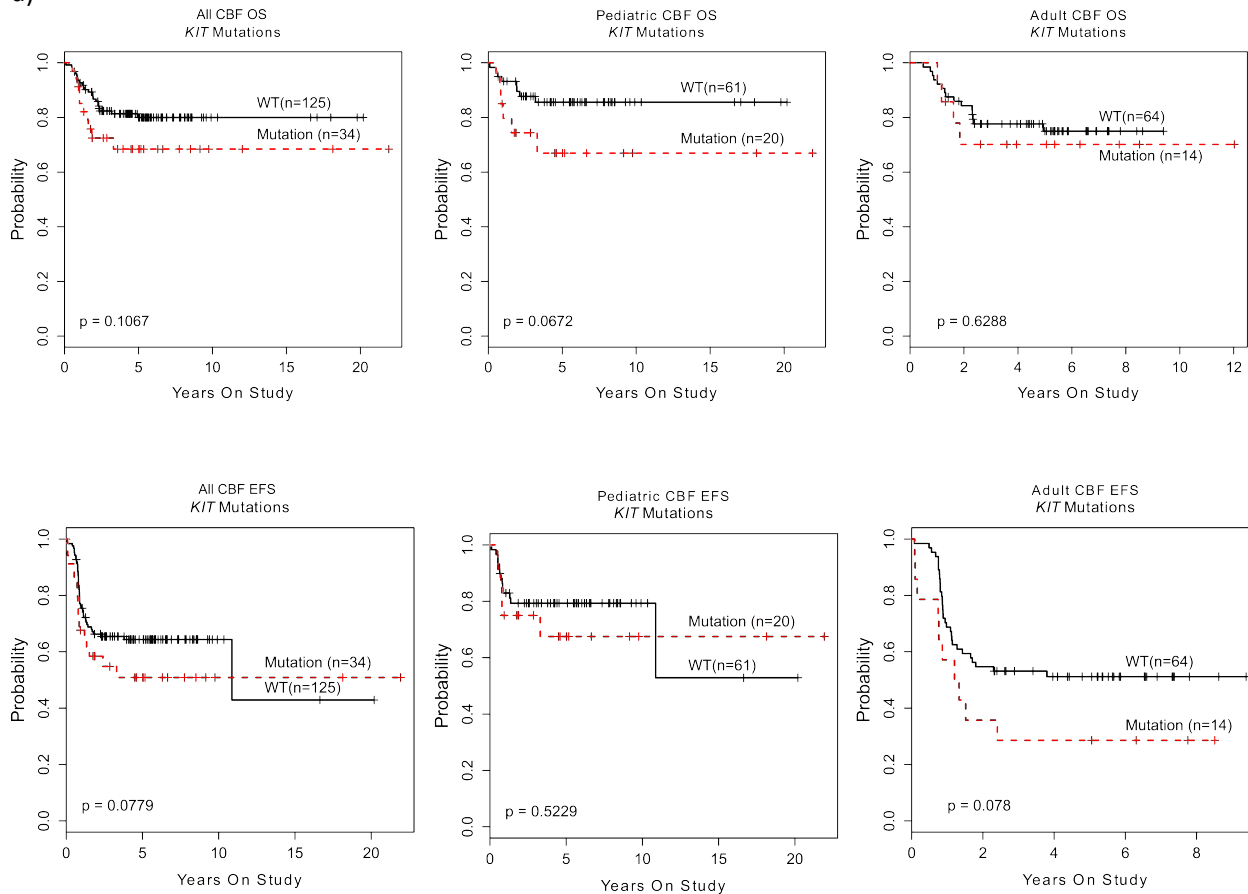 All CBF OS
KIT Mutations
Probability
1.0
0.8
0.6
0.4
0.2
0.0
WT(n=125)
Mutation (n=34)
p = 0.1067
0 5 10 15 20
Years On Study
Pediatric CBF OS
KIT Mutations
Probability
1.0
0.8
0.6
0.4
0.2
0.0
WT(n=61)
Mutation (n=20)
p = 0.0672
0 5 10 15 20
Years On Study
Adult CBF OS
KIT Mutations
Probability
1.0
0.8
0.6
0.4
0.2
0.0
WT(n=64)
Mutation (n=14)
p = 0.6288
0 2 4 6 8 10 12
Years On Study
All CBF EFS
KIT Mutations
Probability
1.0
0.8
0.6
0.4
0.2
0.0
Mutation (n=34)
WT(n=125)
p = 0.0779
0 5 10 15 20
Years On Study
Pediatric CBF EFS
KIT Mutations
Probability
1.0
0.8
0.6
0.4
0.2
0.0
Mutation (n=20)
WT(n=61)
p = 0.5229
0 5 10 15 20
Years On Study
Adult CBF EFS
KIT Mutations
Probability
1.0
0.8
0.6
0.4
0.2
0.0
WT(n=64)
Mutation (n=14)
p = 0.078
0 2 4 6 8
Years On Study